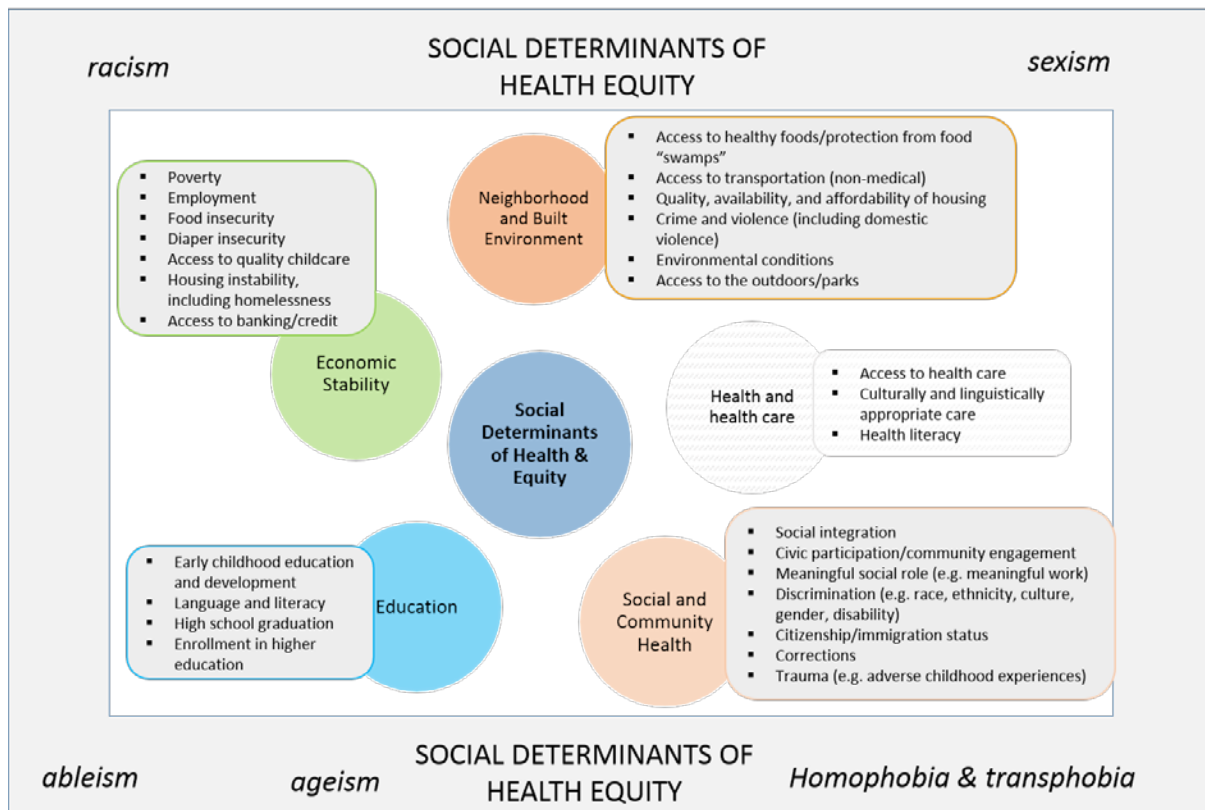 racism
SOCIAL DETERMINANTS OF
HEALTH EQUITY
sexism
▪ Poverty
▪ Employment
▪ Food insecurity
▪ Diaper insecurity
▪ Access to quality childcare
▪ Housing instability,
including homelessness
▪ Access to banking/credit
Economic
Stability
Neighborhood
and Built
Environment
▪ Access to healthy foods/protection from food
“swamps”
▪ Access to transportation (non-medical)
▪ Quality, availability, and affordability of housing
▪ Crime and violence (including domestic
violence)
▪ Environmental conditions
▪ Access to the outdoors/parks
Social
Determinants
of Health &
Equity
Health and
health care
▪ Access to health care
▪ Culturally and linguistically
appropriate care
▪ Health literacy
▪ Early childhood education
and development
▪ Language and literacy
▪ High school graduation
▪ Enrollment in higher
education
Education
Social and
Community
Health
▪ Social integration
▪ Civic participation/community engagement
▪ Meaningful social role (e.g. meaningful work)
▪ Discrimination (e.g. race, ethnicity, culture,
gender, disability)
▪ Citizenship/immigration status
▪ Corrections
▪ Trauma (e.g. adverse childhood experiences)
ableism
ageism
SOCIAL DETERMINANTS OF
HEALTH EQUITY
Homophobia & transphobia